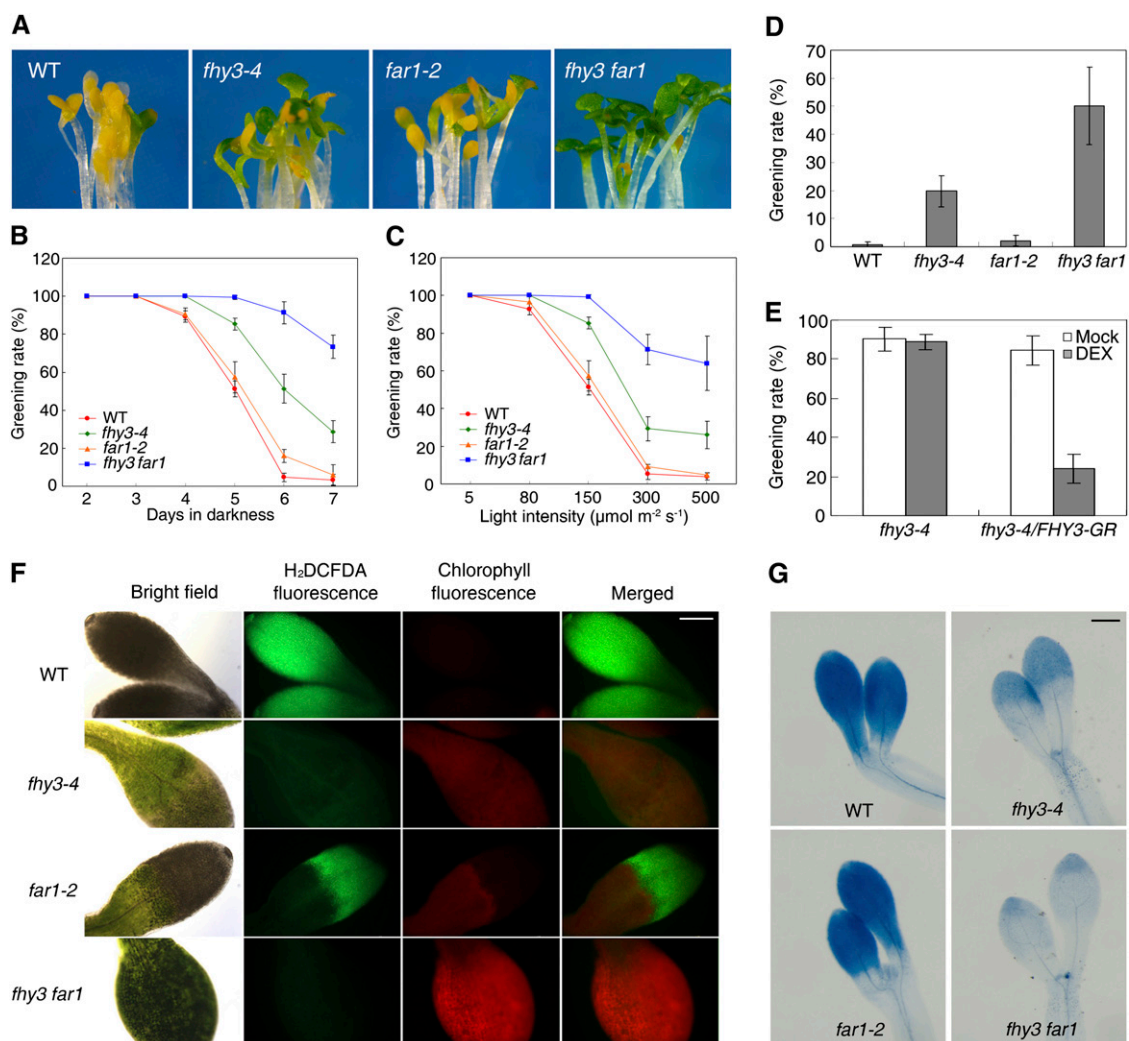 A
WT
fhy3-4
far1-2
fhy3 far1
B
120
100
80
60
40
20
0
Greening rate (%)
WT
fhy3-4
far1-2
fhy3 far1
2 3 4 5 6 7
Days in darkness
C
120
100
80
60
40
20
0
Greening rate (%)
WT
fhy3-4
far1-2
fhy3 far1
5 80 150 300 500
Light intensity (µmol m⁻² s⁻¹)
D
70
60
50
40
30
20
10
0
Greening rate (%)
WT fhy3-4 far1-2 fhy3 far1
E
100
80
60
40
20
0
Greening rate (%)
Mock
DEX
fhy3-4 fhy3-4/FHY3-GR
F
Bright field
H₂DCFDA
fluorescence
Chlorophyll
fluorescence
Merged
WT
fhy3-4
far1-2
fhy3 far1
G
WT
fhy3-4
far1-2
fhy3 far1